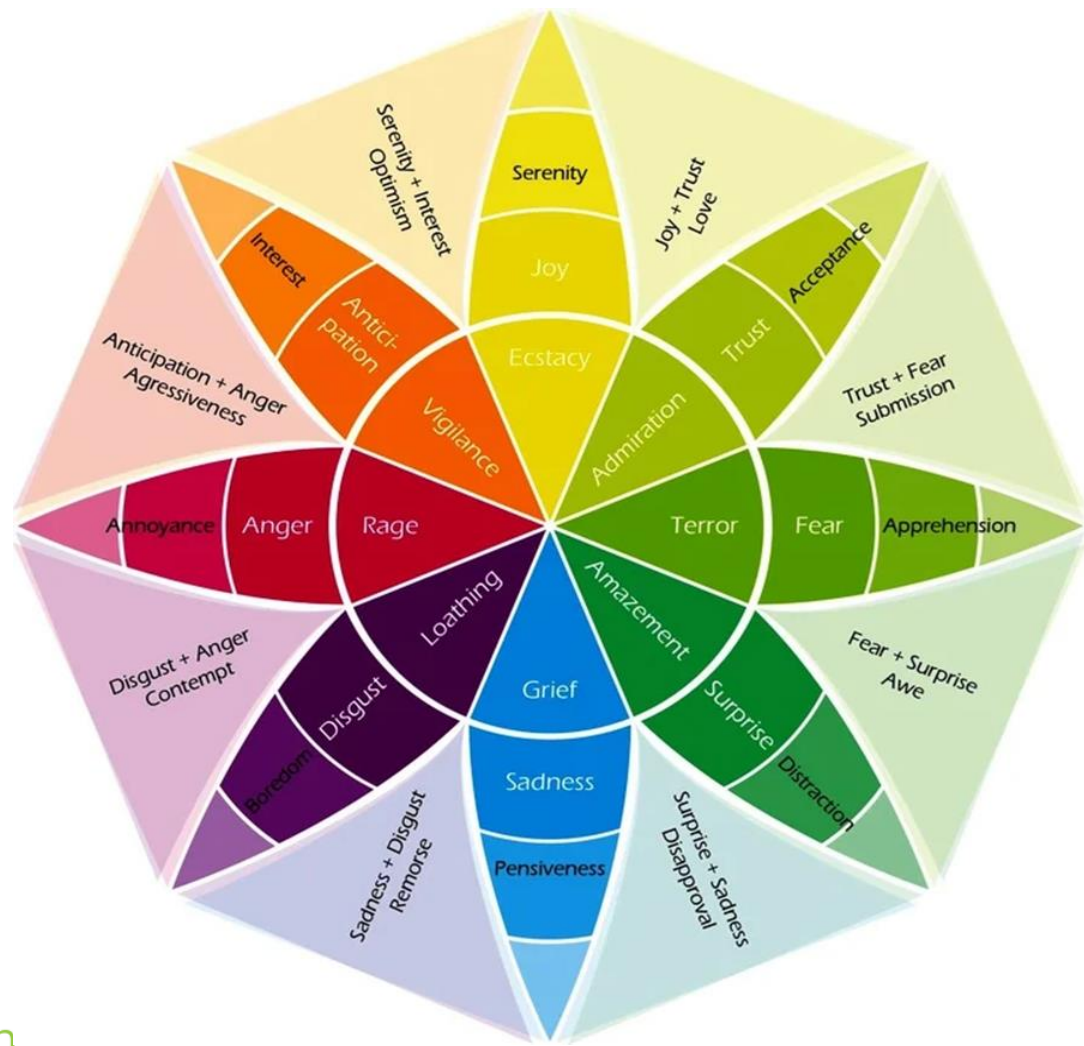 Serenity + Interest
Optimism
Serenity
Joy + Trust
Love
Interest
Joy
Acceptance
Antici-
pation
Trust
Anticipation + Anger
Agressiveness
Ecstacy
Trust + Fear
Submission
Vigilance
Admiration
Annoyance
Anger
Rage
Terror
Fear
Apprehension
Loathing
Amazement
Disgust + Anger
Contempt
Fear + Surprise
Awe
Disgust
Grief
Surprise
Boredom
Sadness
Distraction
Sadness + Disgust
Remorse
Pensiveness
Surprise + Sadness
Disapproval